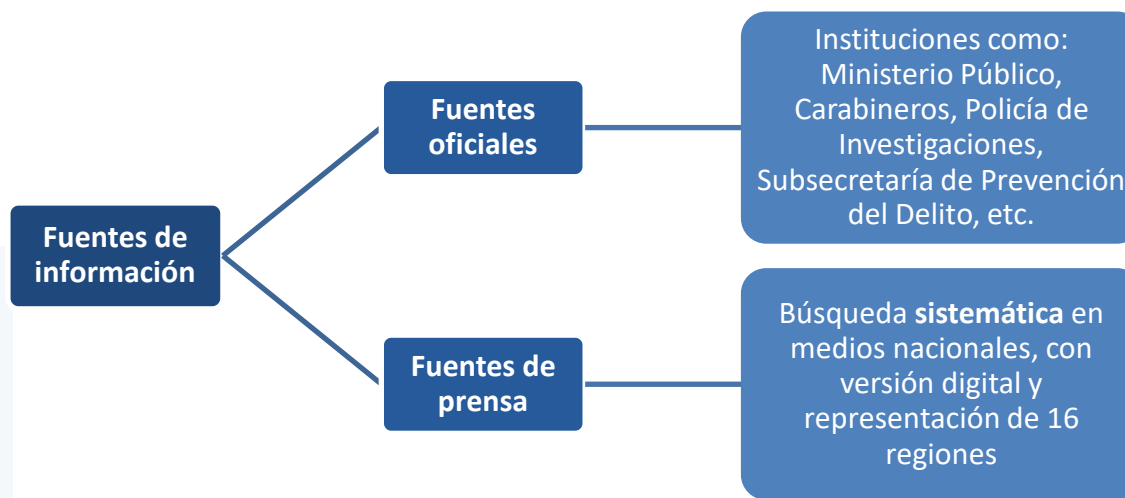 Fuentes de
información
Fuentes
oficiales
Instituciones como:
Ministerio Público,
Carabineros, Policía de
Investigaciones,
Subsecretaría de Prevención
del Delito, etc.
Fuentes de
prensa
Búsqueda sistemática en
medios nacionales, con
versión digital y
representación de 16
regiones